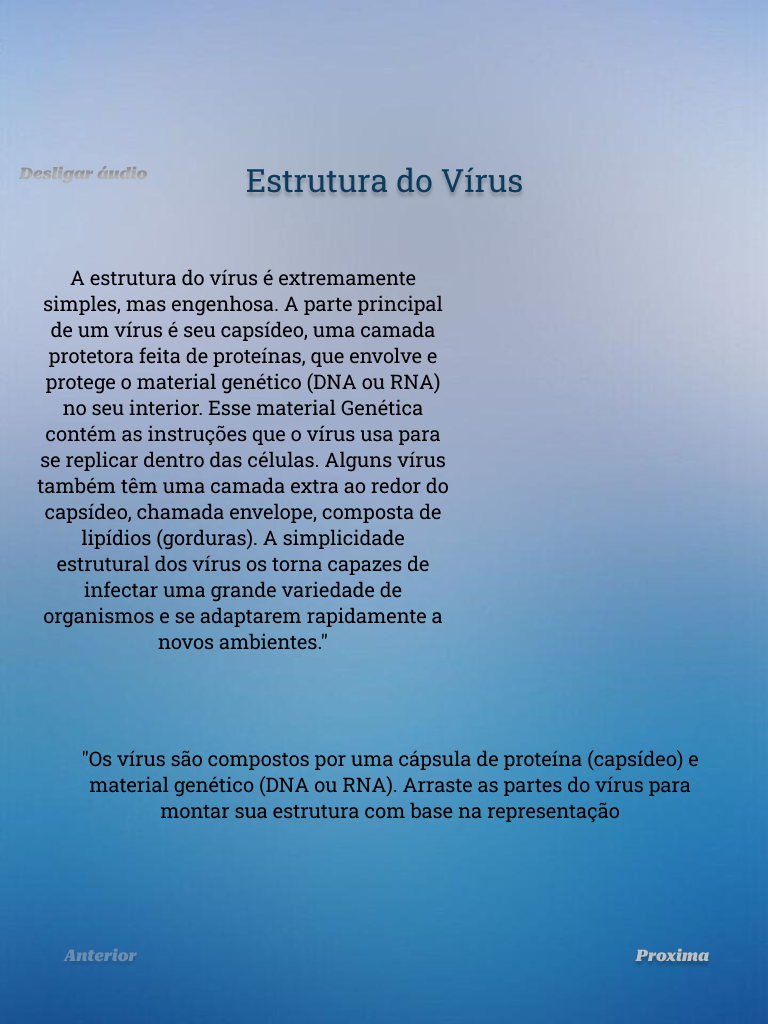 Desligar áudio
Estrutura do Vírus
A estrutura do vírus é extremamente
simples, mas engenhosa. A parte principal
de um vírus é seu capsídeo, uma camada
protetora feita de proteínas, que envolve e
protege o material genético (DNA ou RNA)
no seu interior. Esse material Genética
contém as instruções que o vírus usa para
se replicar dentro das células. Alguns vírus
também têm uma camada extra ao redor do
capsídeo, chamada envelope, composta de
lipídios (gorduras). A simplicidade
estrutural dos vírus os torna capazes de
infectar uma grande variedade de
organismos e se adaptarem rapidamente a
novos ambientes."
"Os vírus são compostos por uma cápsula de proteína (capsídeo) e
material genético (DNA ou RNA). Arraste as partes do vírus para
montar sua estrutura com base na representação
Anterior
Proxima